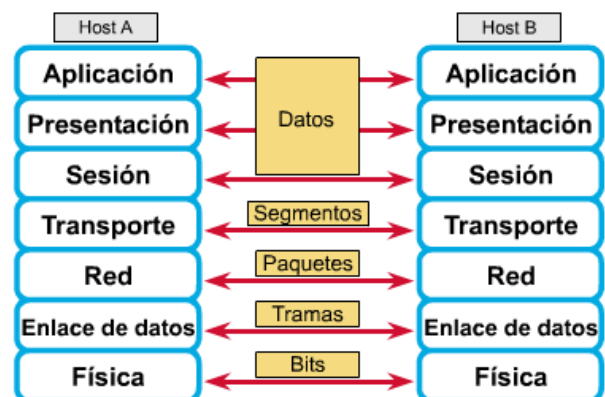 Host A
Host B
Aplicación
Aplicación
Presentación
Datos
Presentación
Sesión
Sesión
Transporte
Segmentos
Transporte
Red
Paquetes
Red
Enlace de datos
Tramas
Enlace de datos
Física
Bits
Física